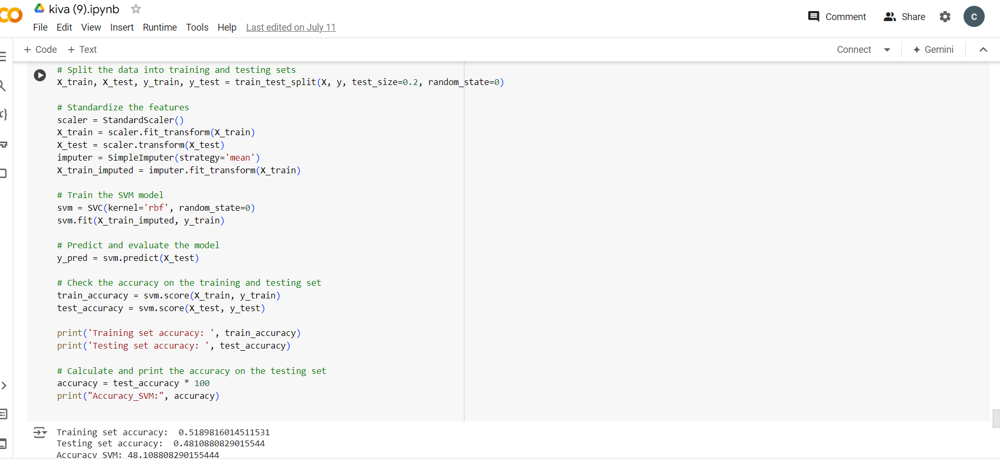 kiva (9).ipynb
File Edit View Insert Runtime Tools Help Last edited on July 11
Comment Share C
+ Code + Text
Connect Gemini
# Split the data into training and testing sets
X_train, X_test, y_train, y_test = train_test_split(X, y, test_size=0.2, random_state=0)
# Standardize the features
scaler = StandardScaler()
X_train = scaler.fit_transform(X_train)
X_test = scaler.transform(X_test)
imputer = SimpleImputer(strategy='mean')
X_train_imputed = imputer.fit_transform(X_train)
# Train the SVM model
svm = SVC(kernel='rbf', random_state=0)
svm.fit(X_train_imputed, y_train)
# Predict and evaluate the model
y_pred = svm.predict(X_test)
# Check the accuracy on the training and testing set
train_accuracy = svm.score(X_train, y_train)
test_accuracy = svm.score(X_test, y_test)
print('Training set accuracy: ', train_accuracy)
print('Testing set accuracy: ', test_accuracy)
# Calculate and print the accuracy on the testing set
accuracy = test_accuracy * 100
print("Accuracy_SVM:", accuracy)
Training set accuracy:  0.5189816014511531
Testing set accuracy:  0.4810880829015544
Accuracy SVM: 48.108808290155444